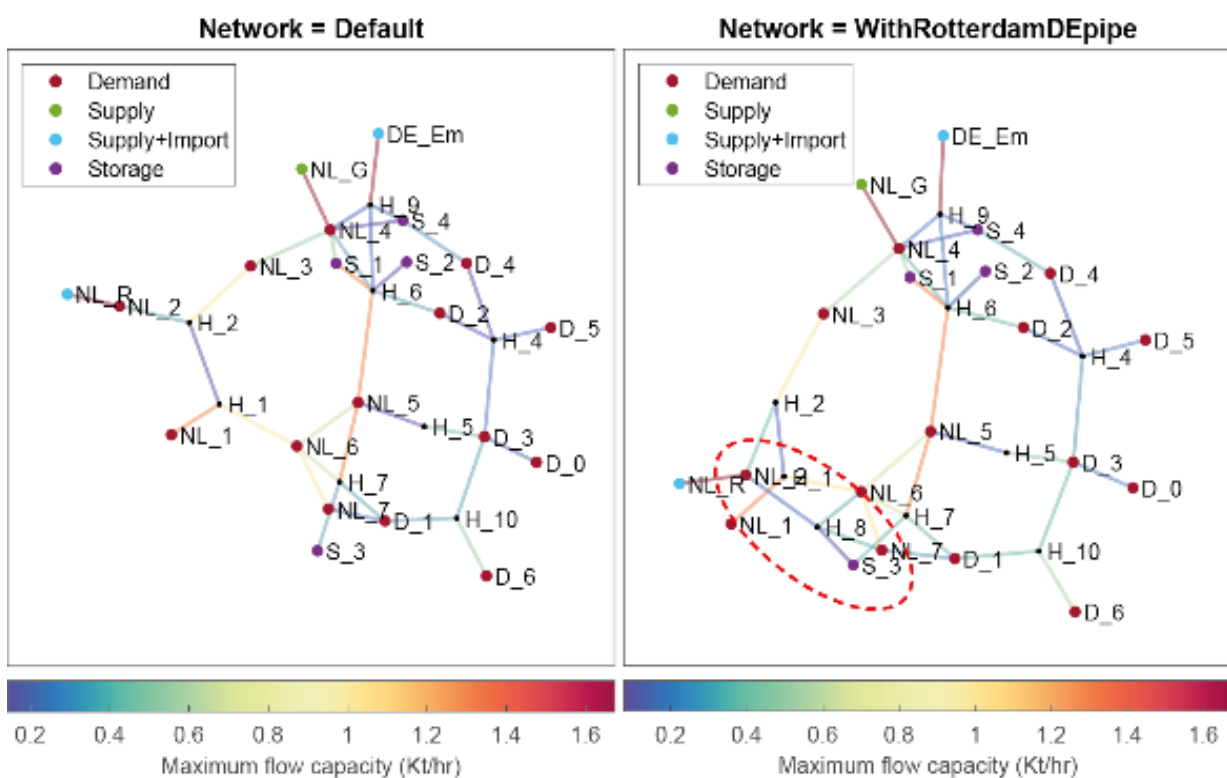 Network = Default
Demand
Supply
Supply+Import
Storage
DE_Em
NL_G
H_9
S_4
NL_4
S_1
S_2
D_4
NL_3
H_6
NL_R
NL_2
H_2
D_2
H_4
D_5
H_1
NL_5
NL_1
NL_6
H_5
D_3
D_0
H_7
NL_7
D_1
H_10
S_3
D_6
0.2 0.4 0.6 0.8 1 1.2 1.4 1.6
Maximum flow capacity (Kt/hr)
Network = WithRotterdamDEpipe
Demand
Supply
Supply+Import
Storage
DE_Em
NL_G
H_9
S_4
NL_4
S_1
S_2
D_4
H_6
NL_3
D_2
H_4
D_5
H_2
NL_5
H_5
D_3
NL_R
NL_2
H_1
D_0
NL_6
NL_1
H_8
H_7
NL_7
S_3
D_1
H_10
D_6
0.2 0.4 0.6 0.8 1 1.2 1.4 1.6
Maximum flow capacity (Kt/hr)